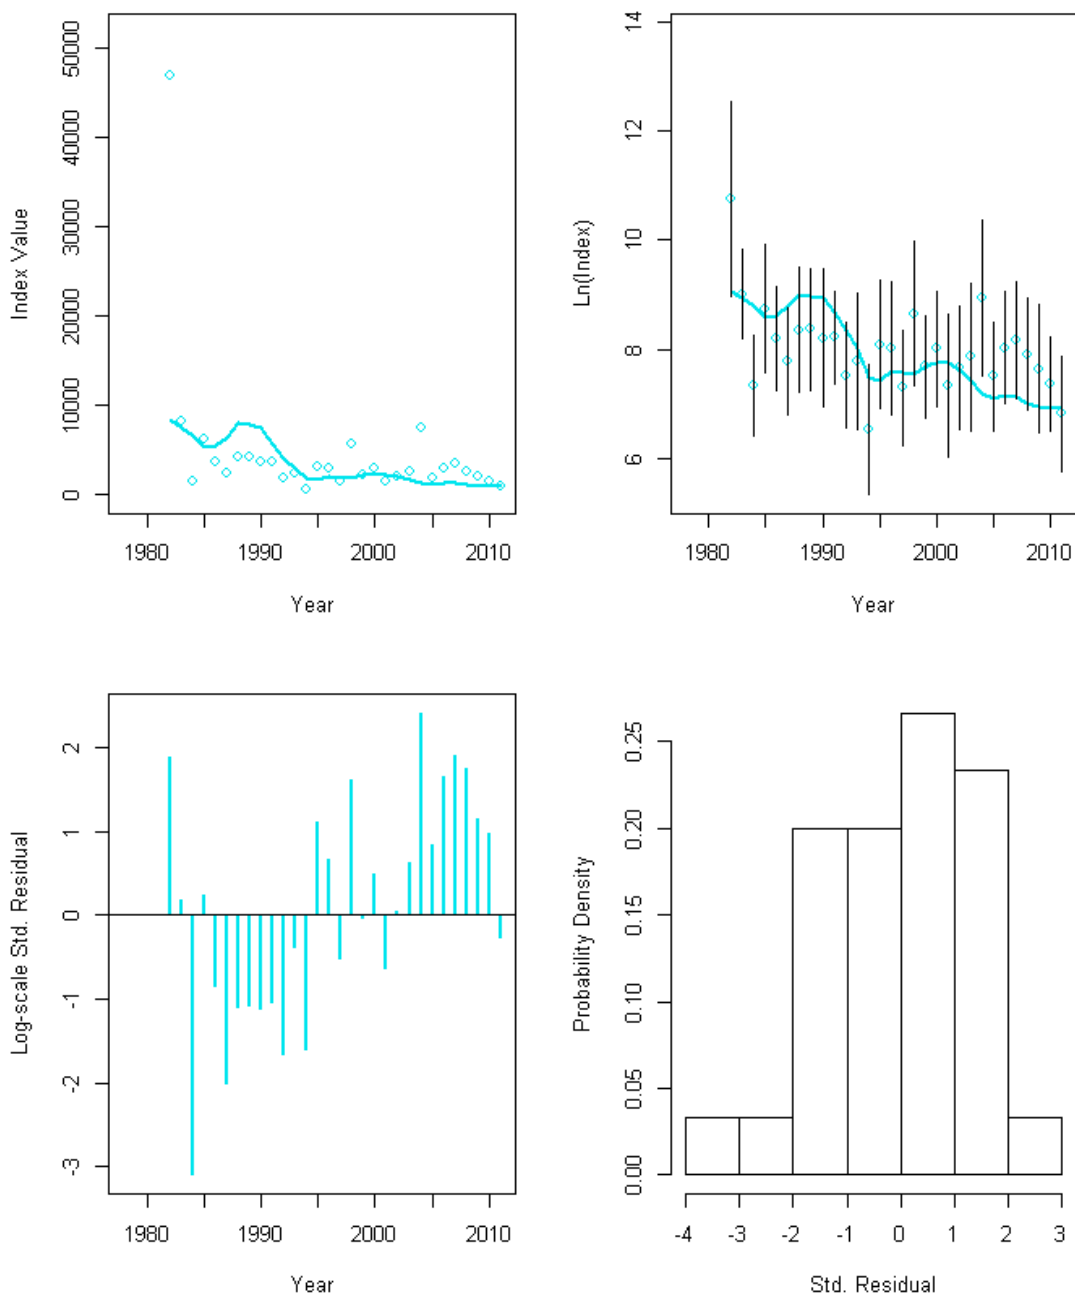 Index Value
50000
40000
30000
20000
10000
0
1980 1990 2000 2010
Year
Ln(Index)
14
12
10
8
6
1980 1990 2000 2010
Year
Log-scale Std. Residual
2
1
0
-1
-2
-3
1980 1990 2000 2010
Year
Probability Density
0.25
0.20
0.15
0.10
0.05
0.00
-4 -3 -2 -1 0 1 2 3
Std. Residual